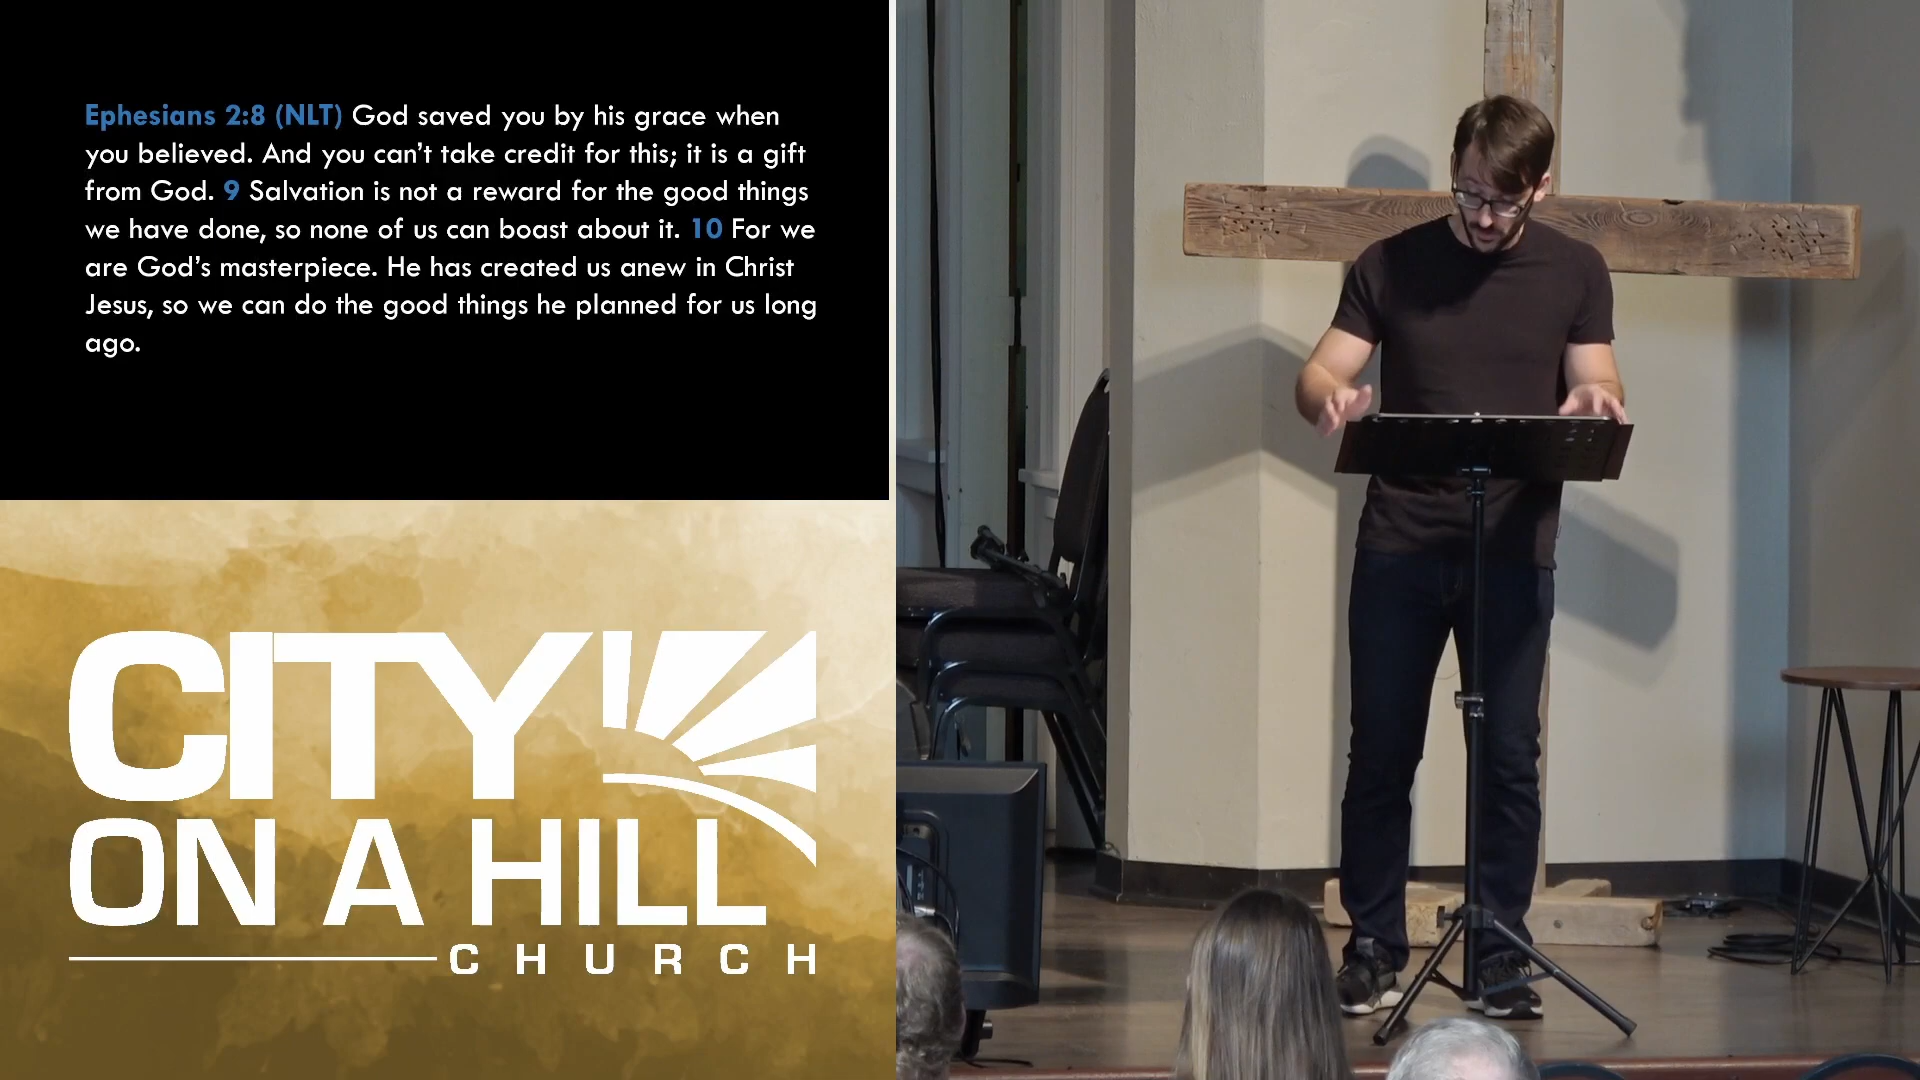 Ephesians 2:8 (NLT) God saved you by his grace when
you believed. And you can’t take credit for this; it is a gift
from God. 9 Salvation is not a reward for the good things
we have done, so none of us can boast about it. 10 For we
are God’s masterpiece. He has created us anew in Christ
Jesus, so we can do the good things he planned for us long
ago.
CITY
ON A HILL
CHURCH